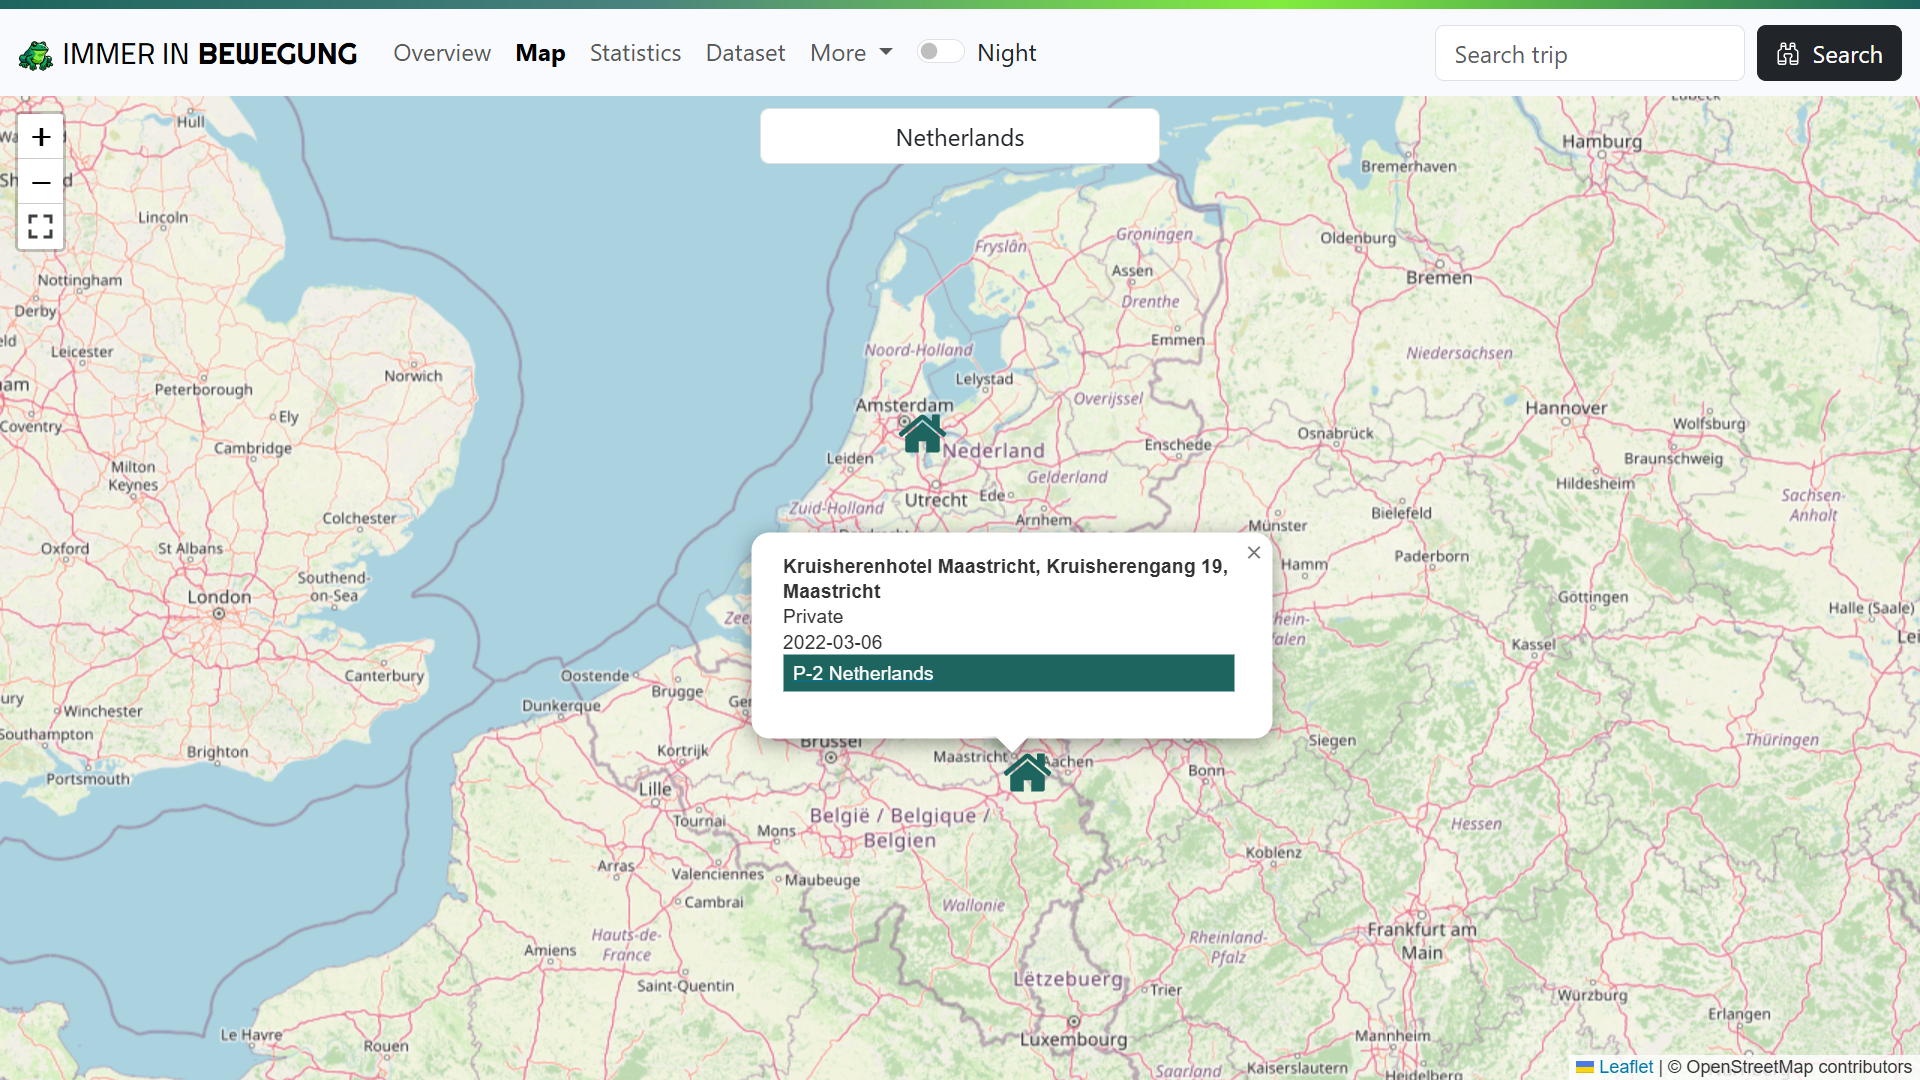 IMMER IN BEWEGUNG
Overview
Map
Statistics
Dataset
More
Night
Search trip
Search
+
−
Netherlands
Hull
Lincoln
Nottingham
Derby
Leicester
Peterborough
Norwich
Ely
Coventry
Cambridge
Milton
Keynes
Colchester
Oxford
St Albans
Southend-
on-Sea
London
Canterbury
Winchester
Southampton
Brighton
Portsmouth
Hamburg
Bremerhaven
Groningen
Fryslân
Oldenburg
Assen
Bremen
Drenthe
Emmen
Noord-Holland
Niedersachsen
Lelystad
Overijssel
Amsterdam
Hannover
Wolfsburg
Osnabrück
Enschede
Nederland
Leiden
Braunschweig
Gelderland
Hildesheim
Utrecht
Ede
Sachsen-
Anhalt
Zuid-Holland
Arnhem
Bielefeld
Münster
Paderborn
Hamm
Kruisherenhotel Maastricht, Kruisherengang 19,
Maastricht
Private
2022-03-06
P-2 Netherlands
×
Göttingen
Halle (Saale)
Kassel
Oostende
Brugge
Dunkerque
Kortrijk
Brussel
Maastricht
Aachen
Siegen
Thüringen
Bonn
Lille
België / Belgique /
Belgien
Tournai
Mons
Hessen
Koblenz
Arras
Valenciennes
Maubeuge
Cambrai
Wallonie
Hauts-de-
France
Amiens
Rheinland-
Pfalz
Frankfurt am
Main
Saint-Quentin
Lëtzebuerg
Trier
Würzburg
Erlangen
Le Havre
Rouen
Luxembourg
Mannheim
Saarland
Kaiserslautern
Heidelberg
Leaflet | © OpenStreetMap contributors